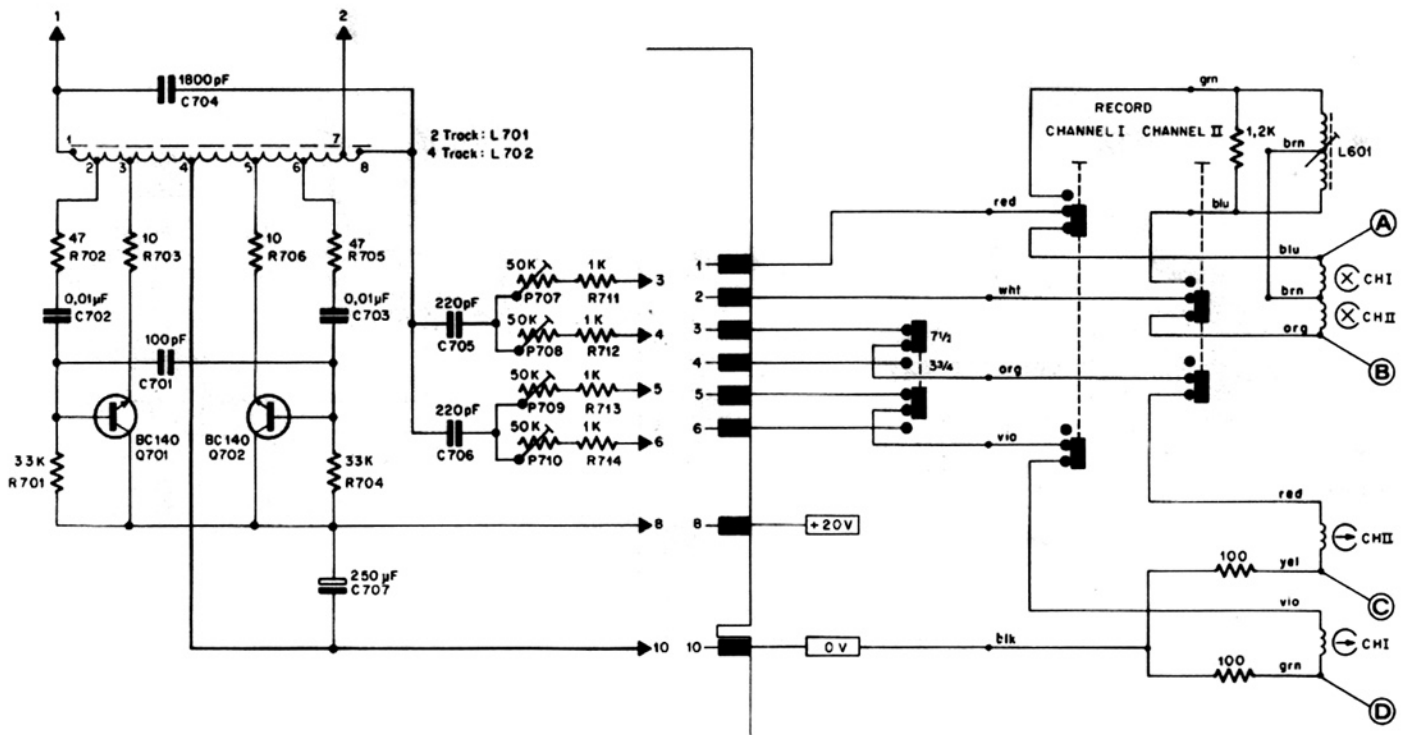 1
2
1800pF
C704
1
7
2
3
4
5
6
8
2 Track: L701
4 Track: L702
47
R702
10
R703
10
R706
47
R705
0,01µF
C702
0,01µF
C703
100pF
C701
BC140
Q701
BC140
Q702
33K
R701
33K
R704
250µF
C707
220pF
C705
220pF
C706
50K
P707
1K
R711
3
50K
P708
1K
R712
4
50K
P709
1K
R713
5
50K
P710
1K
R714
6
8
10
1
2
3
4
5
6
8
10
+20V
0V
red
wht
7½
3¾
org
vio
blk
RECORD
CHANNEL I CHANNEL II
grn
1,2K
brn
L601
blu
blu
A
CHI
brn
CHII
org
B
red
CHII
100
yel
C
vio
CHI
100
grn
D